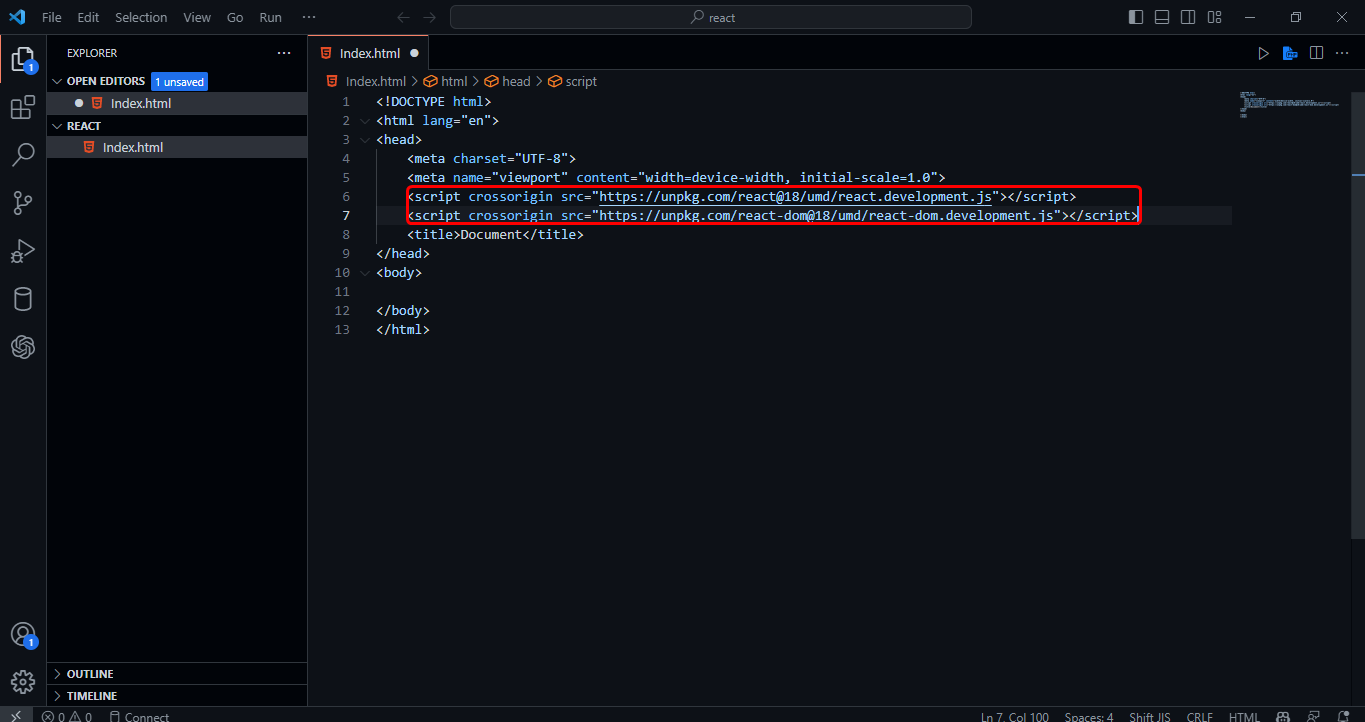 File Edit Selection View Go Run ··· react
EXPLORER ···
OPEN EDITORS 1 unsaved
Index.html
REACT
Index.html
OUTLINE
TIMELINE
Index.html
Index.html > html > head > script
1 <!DOCTYPE html>
2 <html lang="en">
3 <head>
4 <meta charset="UTF-8">
5 <meta name="viewport" content="width=device-width, initial-scale=1.0">
6 <script crossorigin src="https://unpkg.com/react@18/umd/react.development.js"></script>
7 <script crossorigin src="https://unpkg.com/react-dom@18/umd/react-dom.development.js"></script>
8 <title>Document</title>
9 </head>
10 <body>
11
12 </body>
13 </html>
1
1
0 0 Connect Ln 7, Col 100 Spaces: 4 Shift JIS CRLF HTML